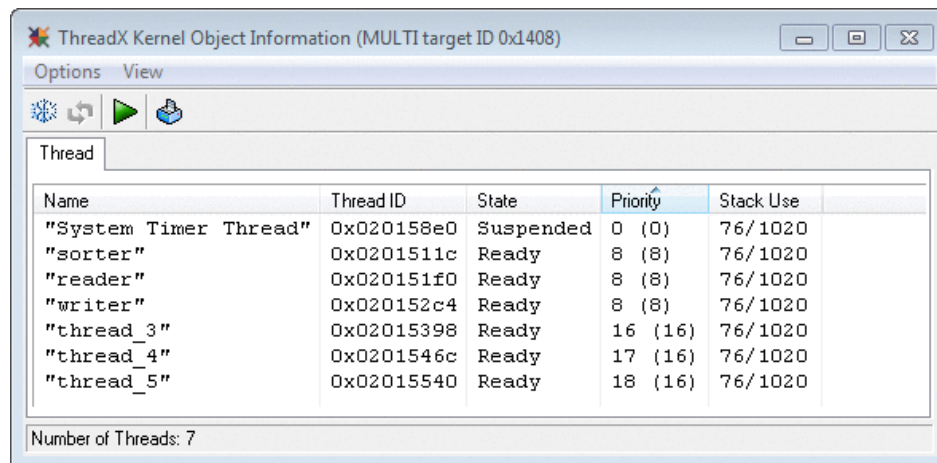 ThreadX Kernel Object Information (MULTI target ID 0x1408)
Options View
Thread
Name Thread ID State Priority Stack Use
"System Timer Thread" 0x020158e0 Suspended 0 (0) 76/1020
"sorter" 0x0201511c Ready 8 (8) 76/1020
"reader" 0x020151f0 Ready 8 (8) 76/1020
"writer" 0x020152c4 Ready 8 (8) 76/1020
"thread_3" 0x02015398 Ready 16 (16) 76/1020
"thread_4" 0x0201546c Ready 17 (16) 76/1020
"thread_5" 0x02015540 Ready 18 (16) 76/1020
Number of Threads: 7